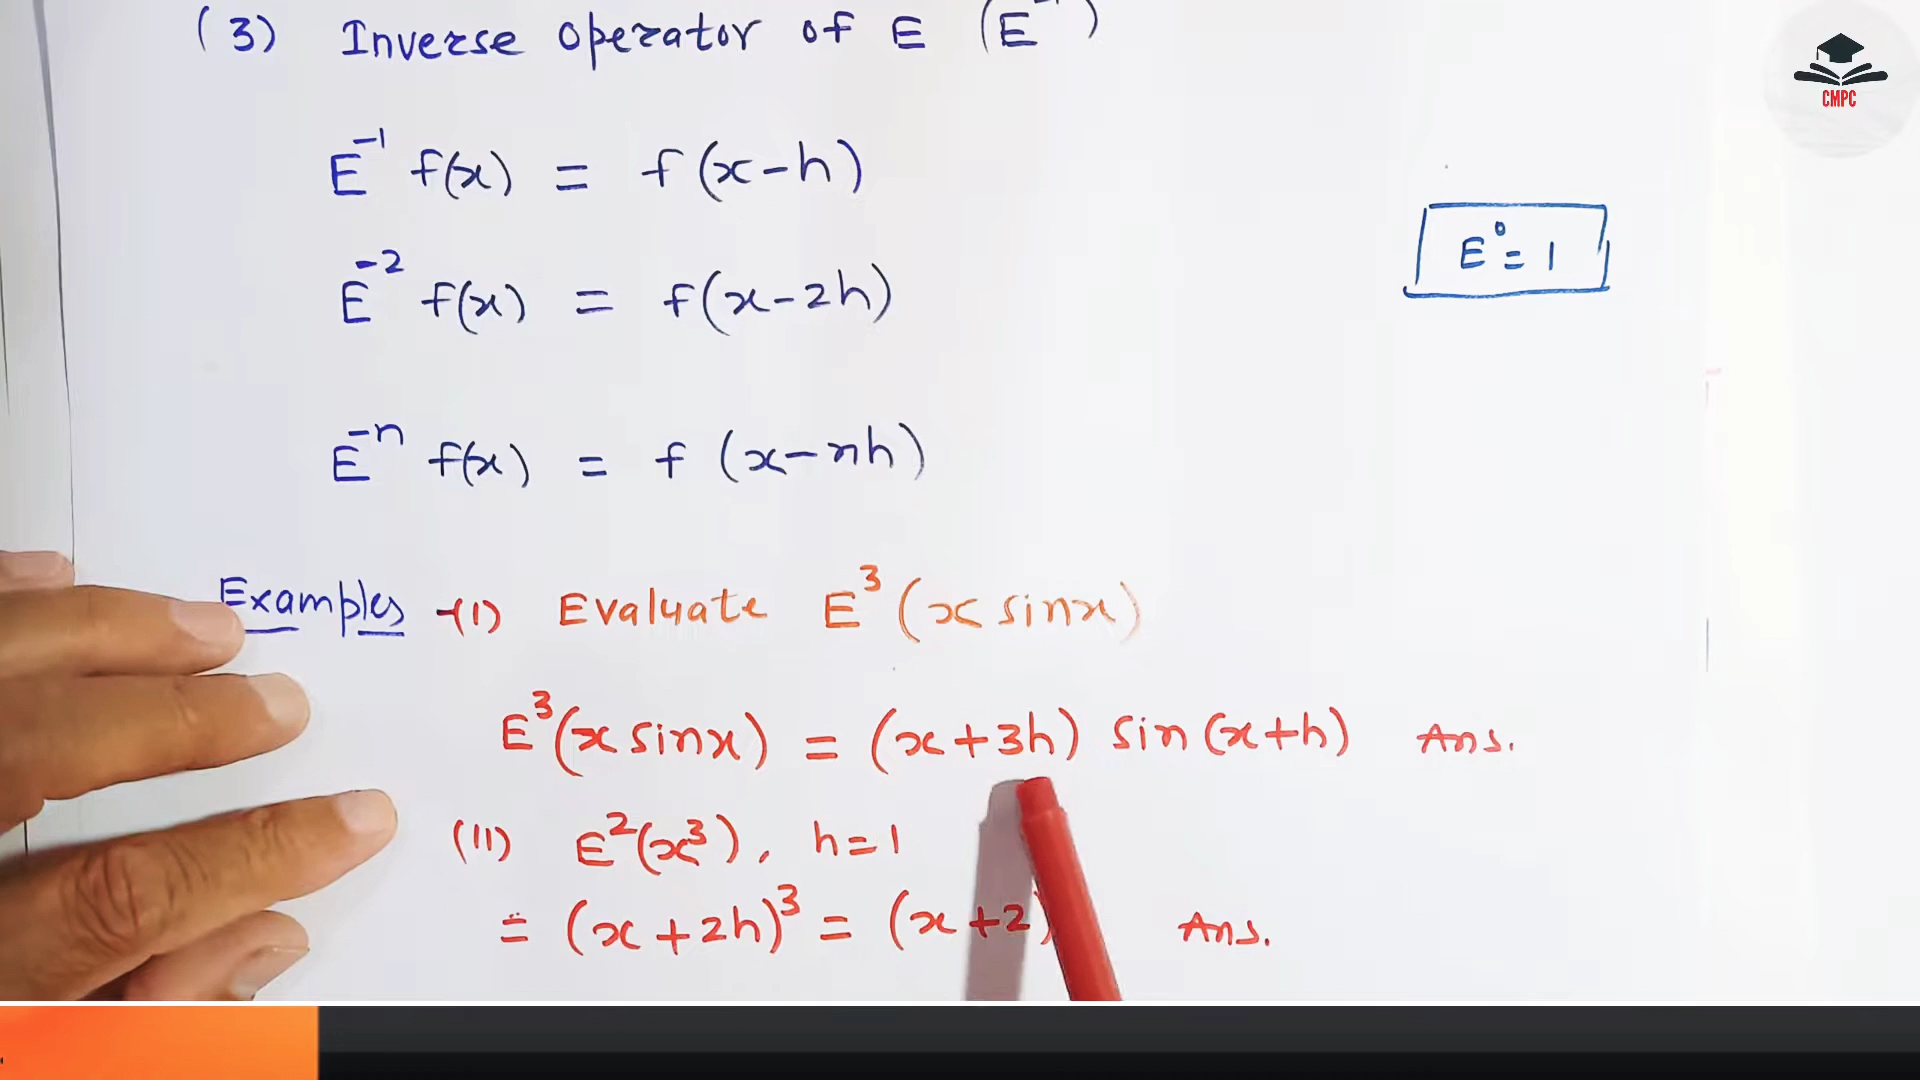 (3) Inverse operator of E (E⁻¹)
CMPC
E⁻¹ f(x) = f(x-h)
E⁰ = 1
E⁻² f(x) = f(x-2h)
E⁻ⁿ f(x) = f (x-nh)
Examples -(1) Evaluate E³(x sinx)
E³(x sinx) = (x+3h) sin(x+h) Ans.
(11) E²(x³), h=1
= (x+2h)³ = (x+2) Ans.